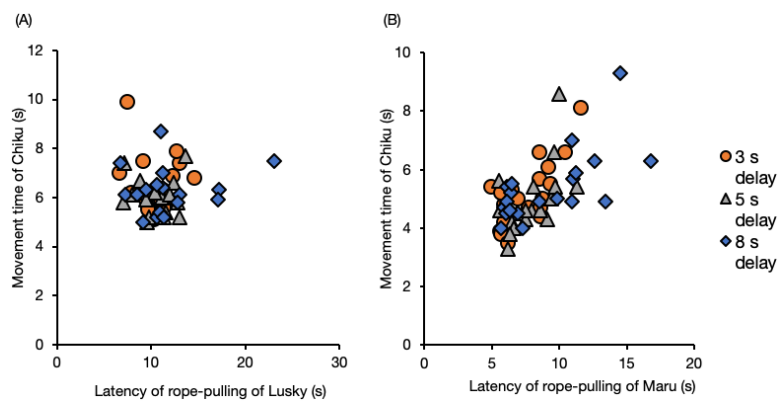 (A)
Movement time of Chiku (s)
12
10
8
6
4
2
0
0 10 20 30
Latency of rope-pulling of Lusky (s)
(B)
Movement time of Chiku (s)
10
8
6
4
2
0
0 5 10 15 20
Latency of rope-pulling of Maru (s)
3 s
delay
5 s
delay
8 s
delay